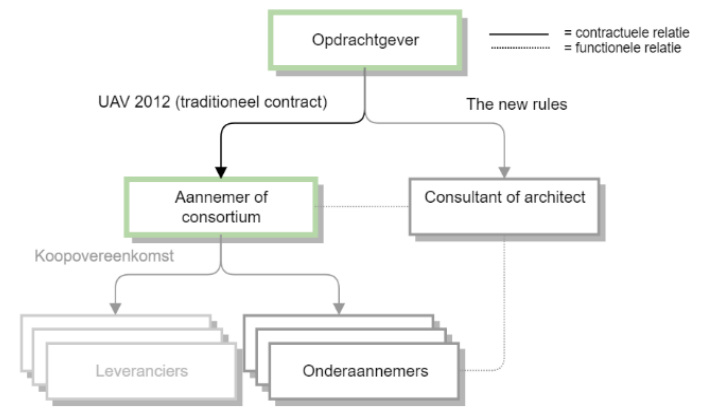 Opdrachtgever
= contractuele relatie
= functionele relatie
UAV 2012 (traditioneel contract)
The new rules
Aannemer of
consortium
Consultant of architect
Koopovereenkomst
Leveranciers
Onderaannemers